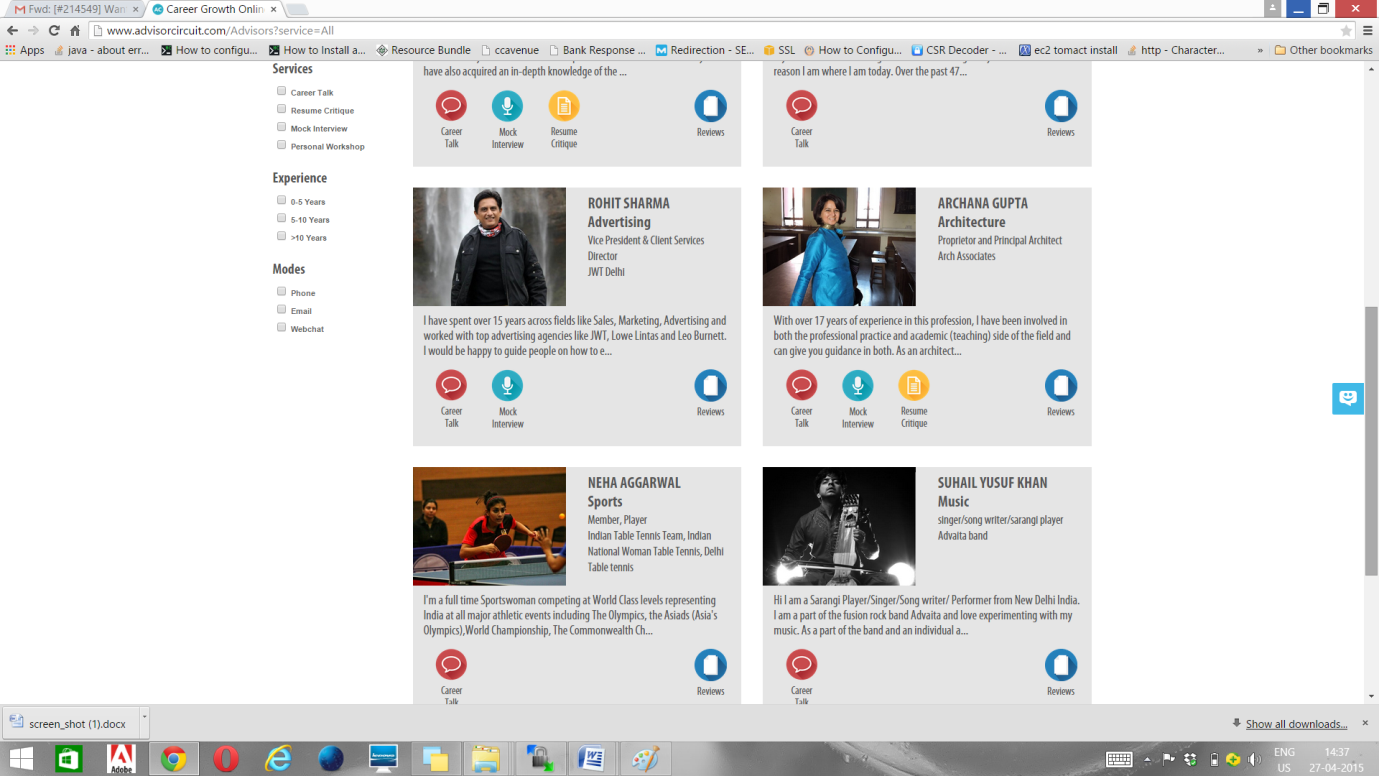 Fwd: [#214549] Wan
Career Growth Onlin
www.advisorcircuit.com/Advisors?service=All
Apps
java - about err...
How to configu...
How to Install a...
Resource Bundle
ccavenue
Bank Response ...
Redirection - SE...
SSL
How to Configu...
CSR Decoder - ...
ec2 tomact install
http - Character...
»
Other bookmarks
Services
Career Talk
Resume Critique
Mock Interview
Personal Workshop
Experience
0-5 Years
5-10 Years
>10 Years
Modes
Phone
Email
Webchat
have also acquired an in-depth knowledge of the ...
Career
Talk
Mock
Interview
Resume
Critique
Reviews
reason I am where I am today. Over the past 47...
Career
Talk
Reviews
ROHIT SHARMA
Advertising
Vice President & Client Services
Director
JWT Delhi
I have spent over 15 years across fields like Sales, Marketing, Advertising and
worked with top advertising agencies like JWT, Lowe Lintas and Leo Burnett.
I would be happy to guide people on how to e...
Career
Talk
Mock
Interview
Reviews
ARCHANA GUPTA
Architecture
Proprietor and Principal Architect
Arch Associates
With over 17 years of experience in this profession, I have been involved in
both the professional practice and academic (teaching) side of the field and
can give you guidance in both. As an architect...
Career
Talk
Mock
Interview
Resume
Critique
Reviews
NEHA AGGARWAL
Sports
Member, Player
Indian Table Tennis Team, Indian
National Woman Table Tennis, Delhi
Table tennis
I'm a full time Sportswoman competing at World Class levels representing
India at all major athletic events including The Olympics, the Asiads (Asia's
Olympics),World Championship, The Commonwealth Ch...
Career
Talk
Reviews
SUHAIL YUSUF KHAN
Music
singer/song writer/sarangi player
Advaita band
Hi I am a Sarangi Player/Singer/Song writer/ Performer from New Delhi India.
I am a part of the fusion rock band Advaita and love experimenting with my
music. As a part of the band and an individual a...
Career
Talk
Reviews
screen_shot (1).docx
Show all downloads...
Adobe
ENG
US
14:37
27-04-2015